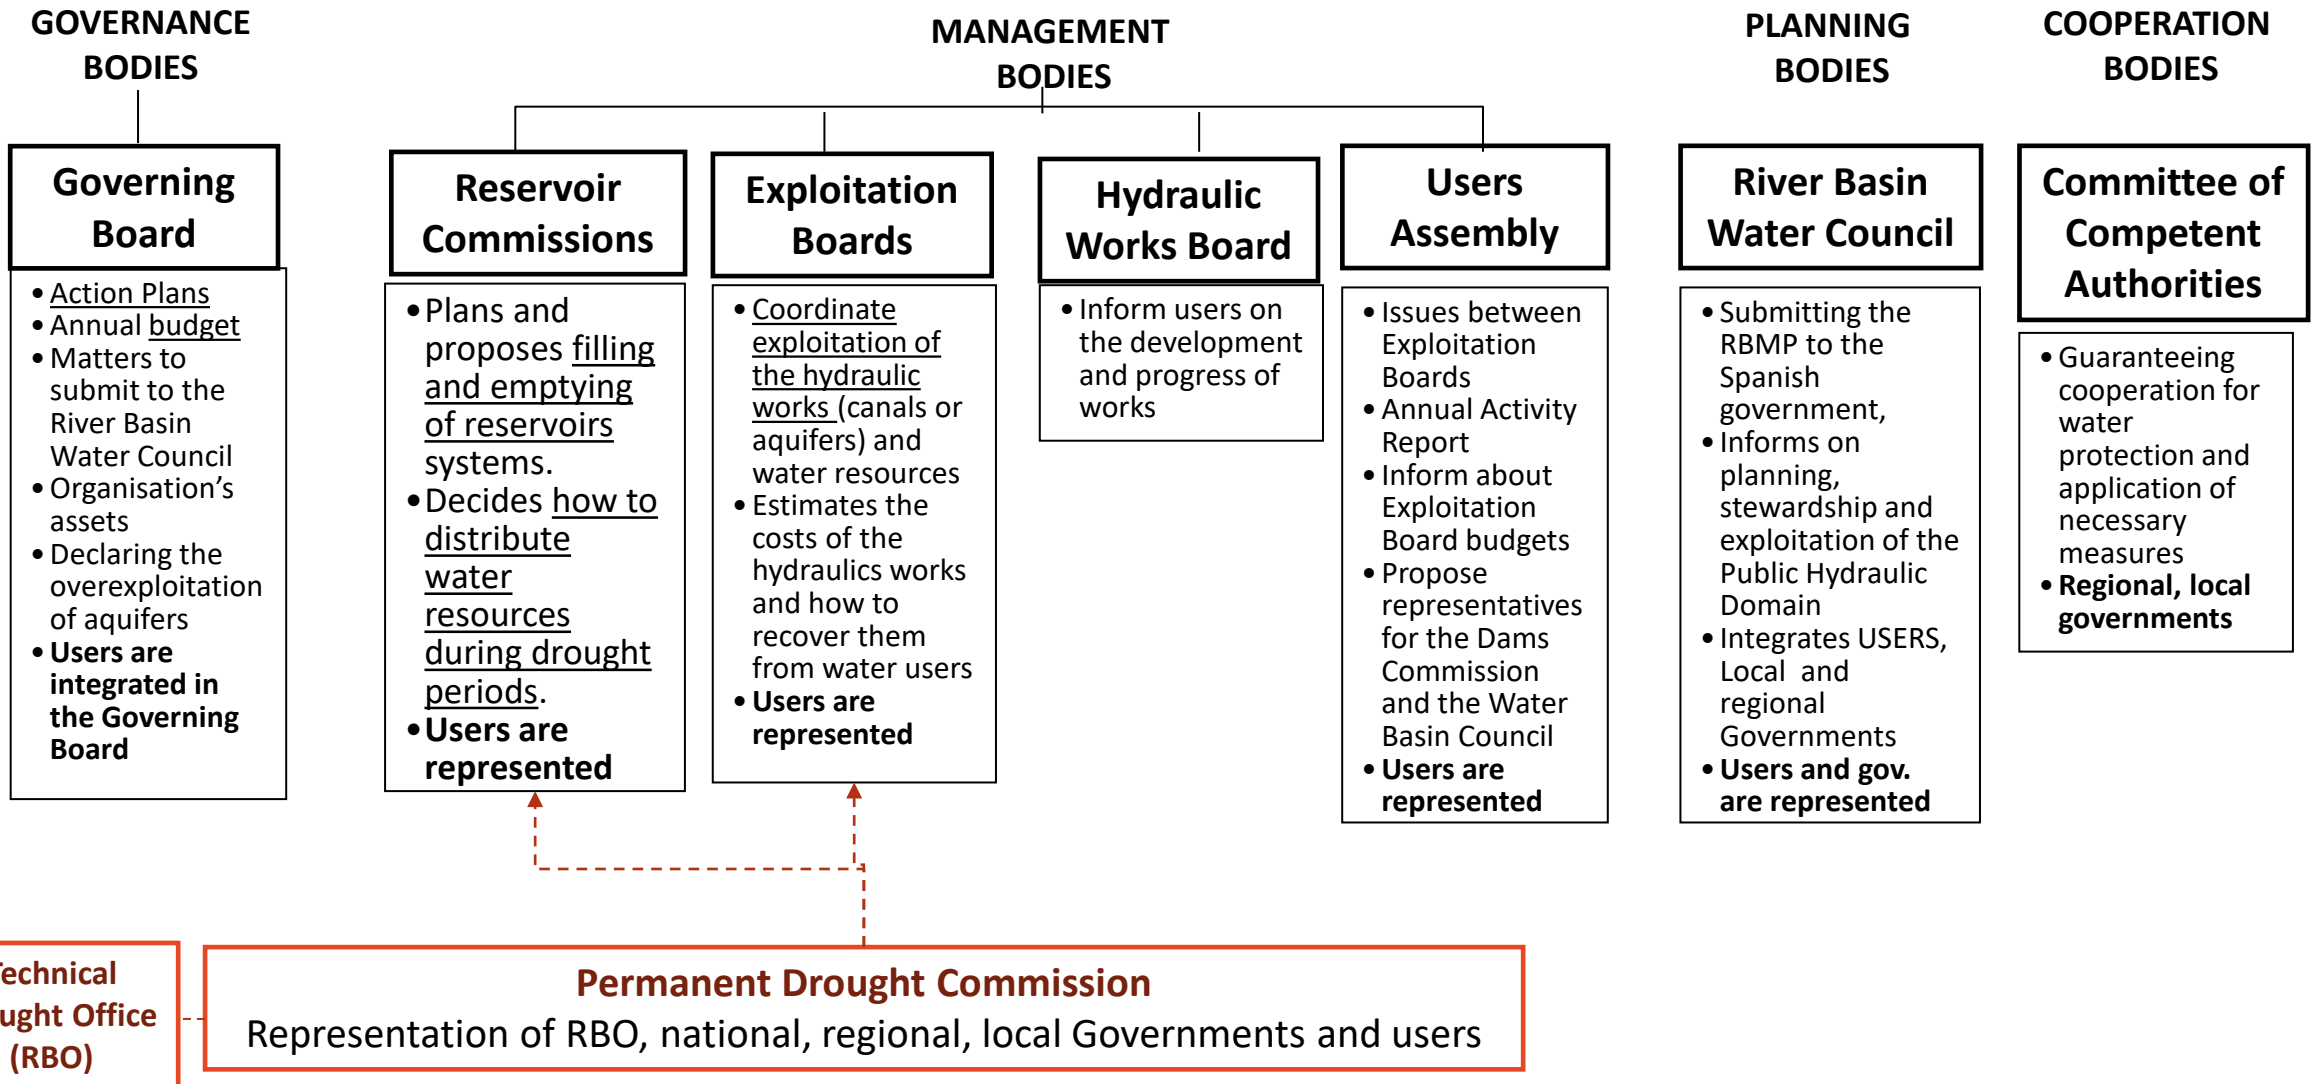 GOVERNANCE
BODIES
MANAGEMENT
BODIES
PLANNING
BODIES
COOPERATION
BODIES
Governing
Board
• Action Plans
• Annual budget
• Matters to
submit to the
River Basin
Water Council
• Organisation’s
assets
• Declaring the
overexploitation
of aquifers
• Users are
integrated in
the Governing
Board
Reservoir
Commissions
• Plans and
proposes filling
and emptying
of reservoirs
systems.
• Decides how to
distribute
water
resources
during drought
periods.
• Users are
represented
Exploitation
Boards
• Coordinate
exploitation of
the hydraulic
works (canals or
aquifers) and
water resources
• Estimates the
costs of the
hydraulics works
and how to
recover them
from water users
• Users are
represented
Hydraulic
Works Board
• Inform users on
the development
and progress of
works
Users
Assembly
• Issues between
Exploitation
Boards
• Annual Activity
Report
• Inform about
Exploitation
Board budgets
• Propose
representatives
for the Dams
Commission
and the Water
Basin Council
• Users are
represented
River Basin
Water Council
• Submitting the
RBMP to the
Spanish
government,
• Informs on
planning,
stewardship and
exploitation of the
Public Hydraulic
Domain
• Integrates USERS,
Local and
regional
Governments
• Users and gov.
are represented
Committee of
Competent
Authorities
• Guaranteeing
cooperation for
water
protection and
application of
necessary
measures
• Regional, local
governments
echnical
ught Office
(RBO)
Permanent Drought Commission
Representation of RBO, national, regional, local Governments and users